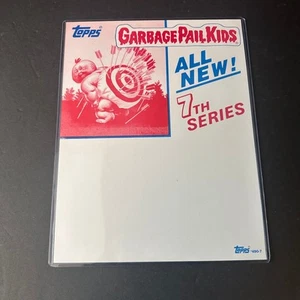 Topps
GARBAGE PAIL KIDS
ALL
NEW!
7TH
SERIES
Topps